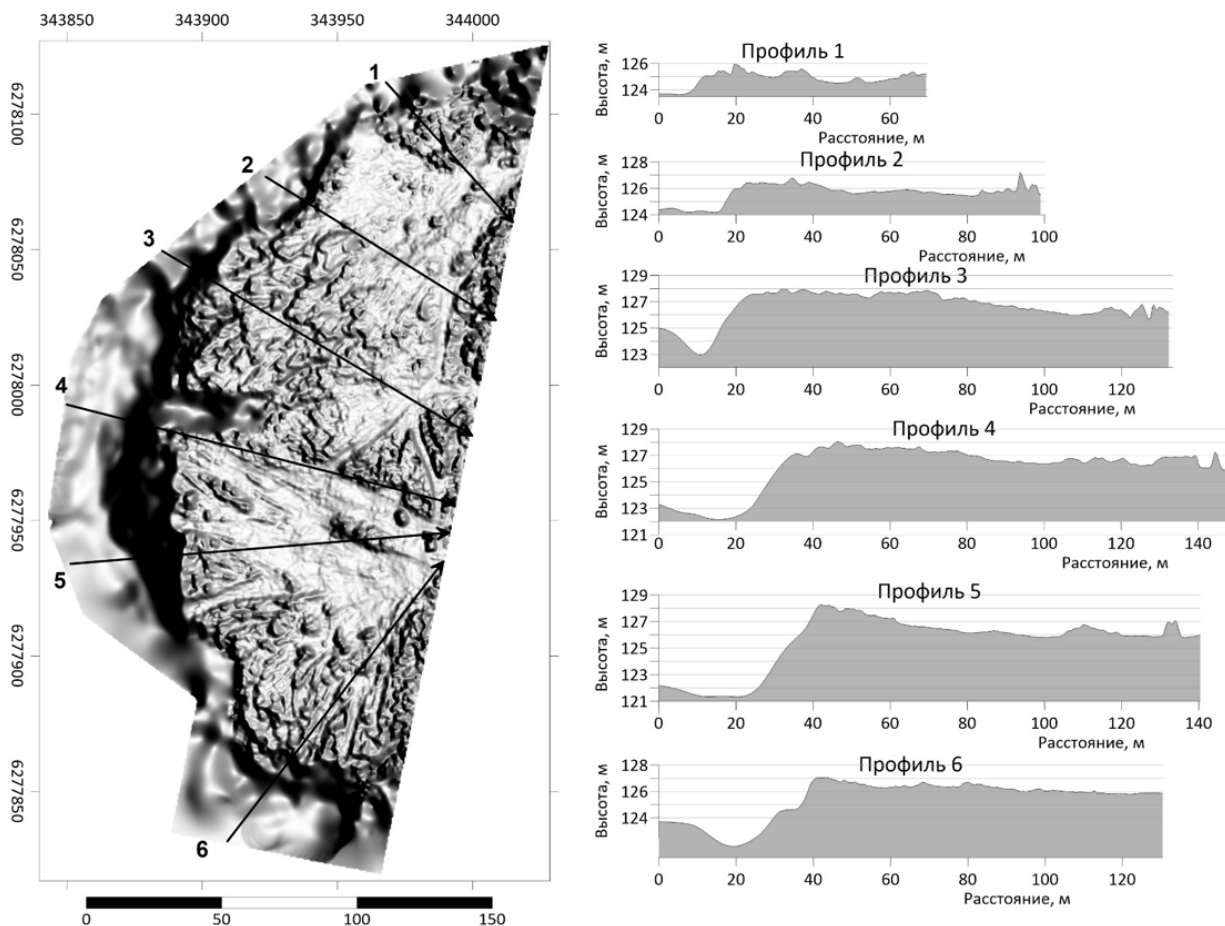 343850 343900 343950 344000
6278100
6278050
6278000
6277950
6277900
6277850
1
2
3
4
5
6
0 50 100 150
Профиль 1
Высота, м
126
124
0 20 40 60 80 100
Расстояние, м
Профиль 2
Высота, м
128
126
124
0 20 40 60 80 100
Расстояние, м
Профиль 3
Высота, м
129
127
125
123
0 20 40 60 80 100 120
Расстояние, м
Профиль 4
Высота, м
129
127
125
123
121
0 20 40 60 80 100 120 140
Расстояние, м
Профиль 5
Высота, м
129
127
125
123
121
0 20 40 60 80 100 120 140
Расстояние, м
Профиль 6
Высота, м
128
126
124
0 20 40 60 80 100 120
Расстояние, м